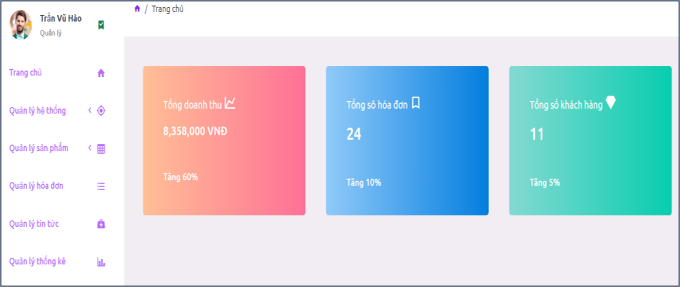 Trần Vũ Hào
Quản lý
Trang chủ
Quản lý hệ thống
Quản lý sản phẩm
Quản lý hóa đơn
Quản lý tin tức
Quản lý thống kê
/ Trang chủ
Tổng doanh thu
8,358,000 VNĐ
Tăng 60%
Tổng số hóa đơn
24
Tăng 10%
Tổng số khách hàng
11
Tăng 5%